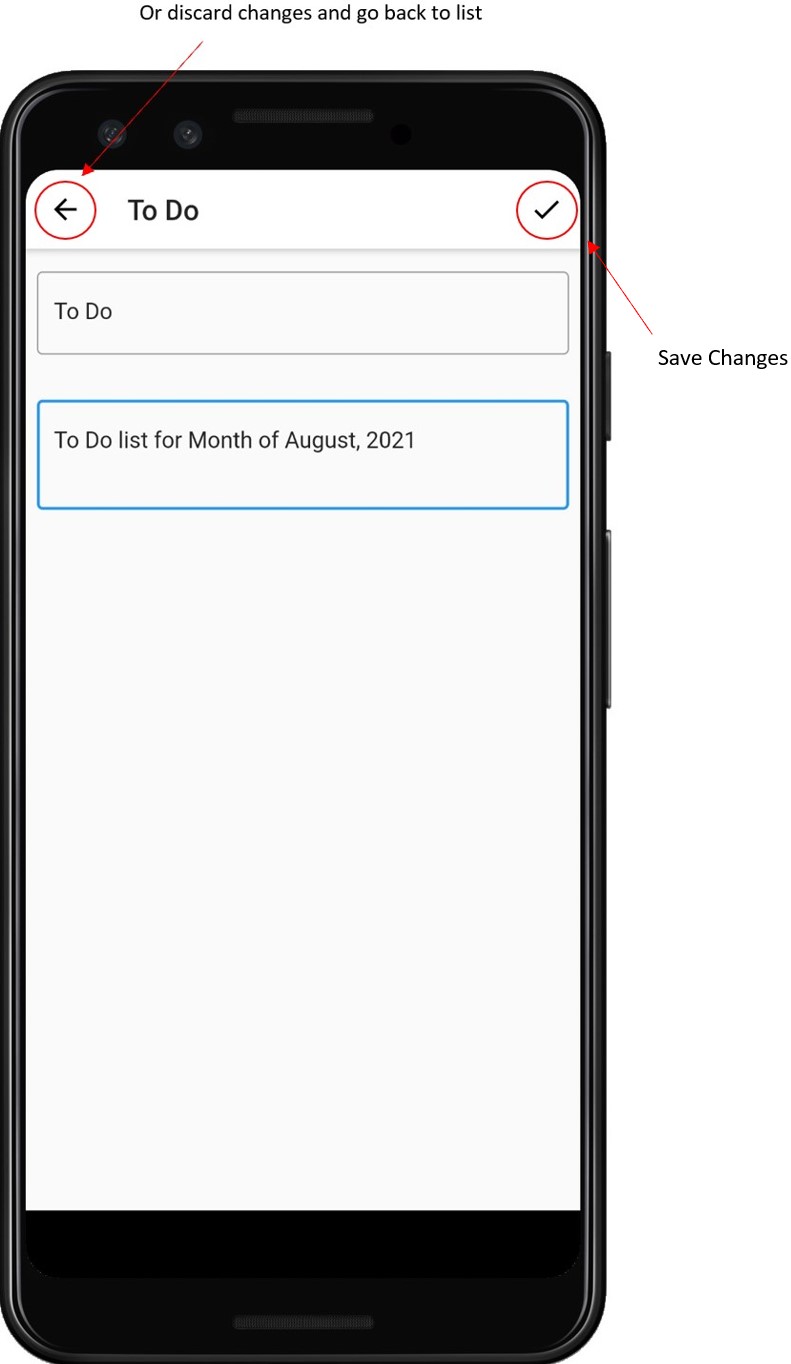 Or discard changes and go back to list
To Do
To Do
Save Changes
To Do list for Month of August, 2021